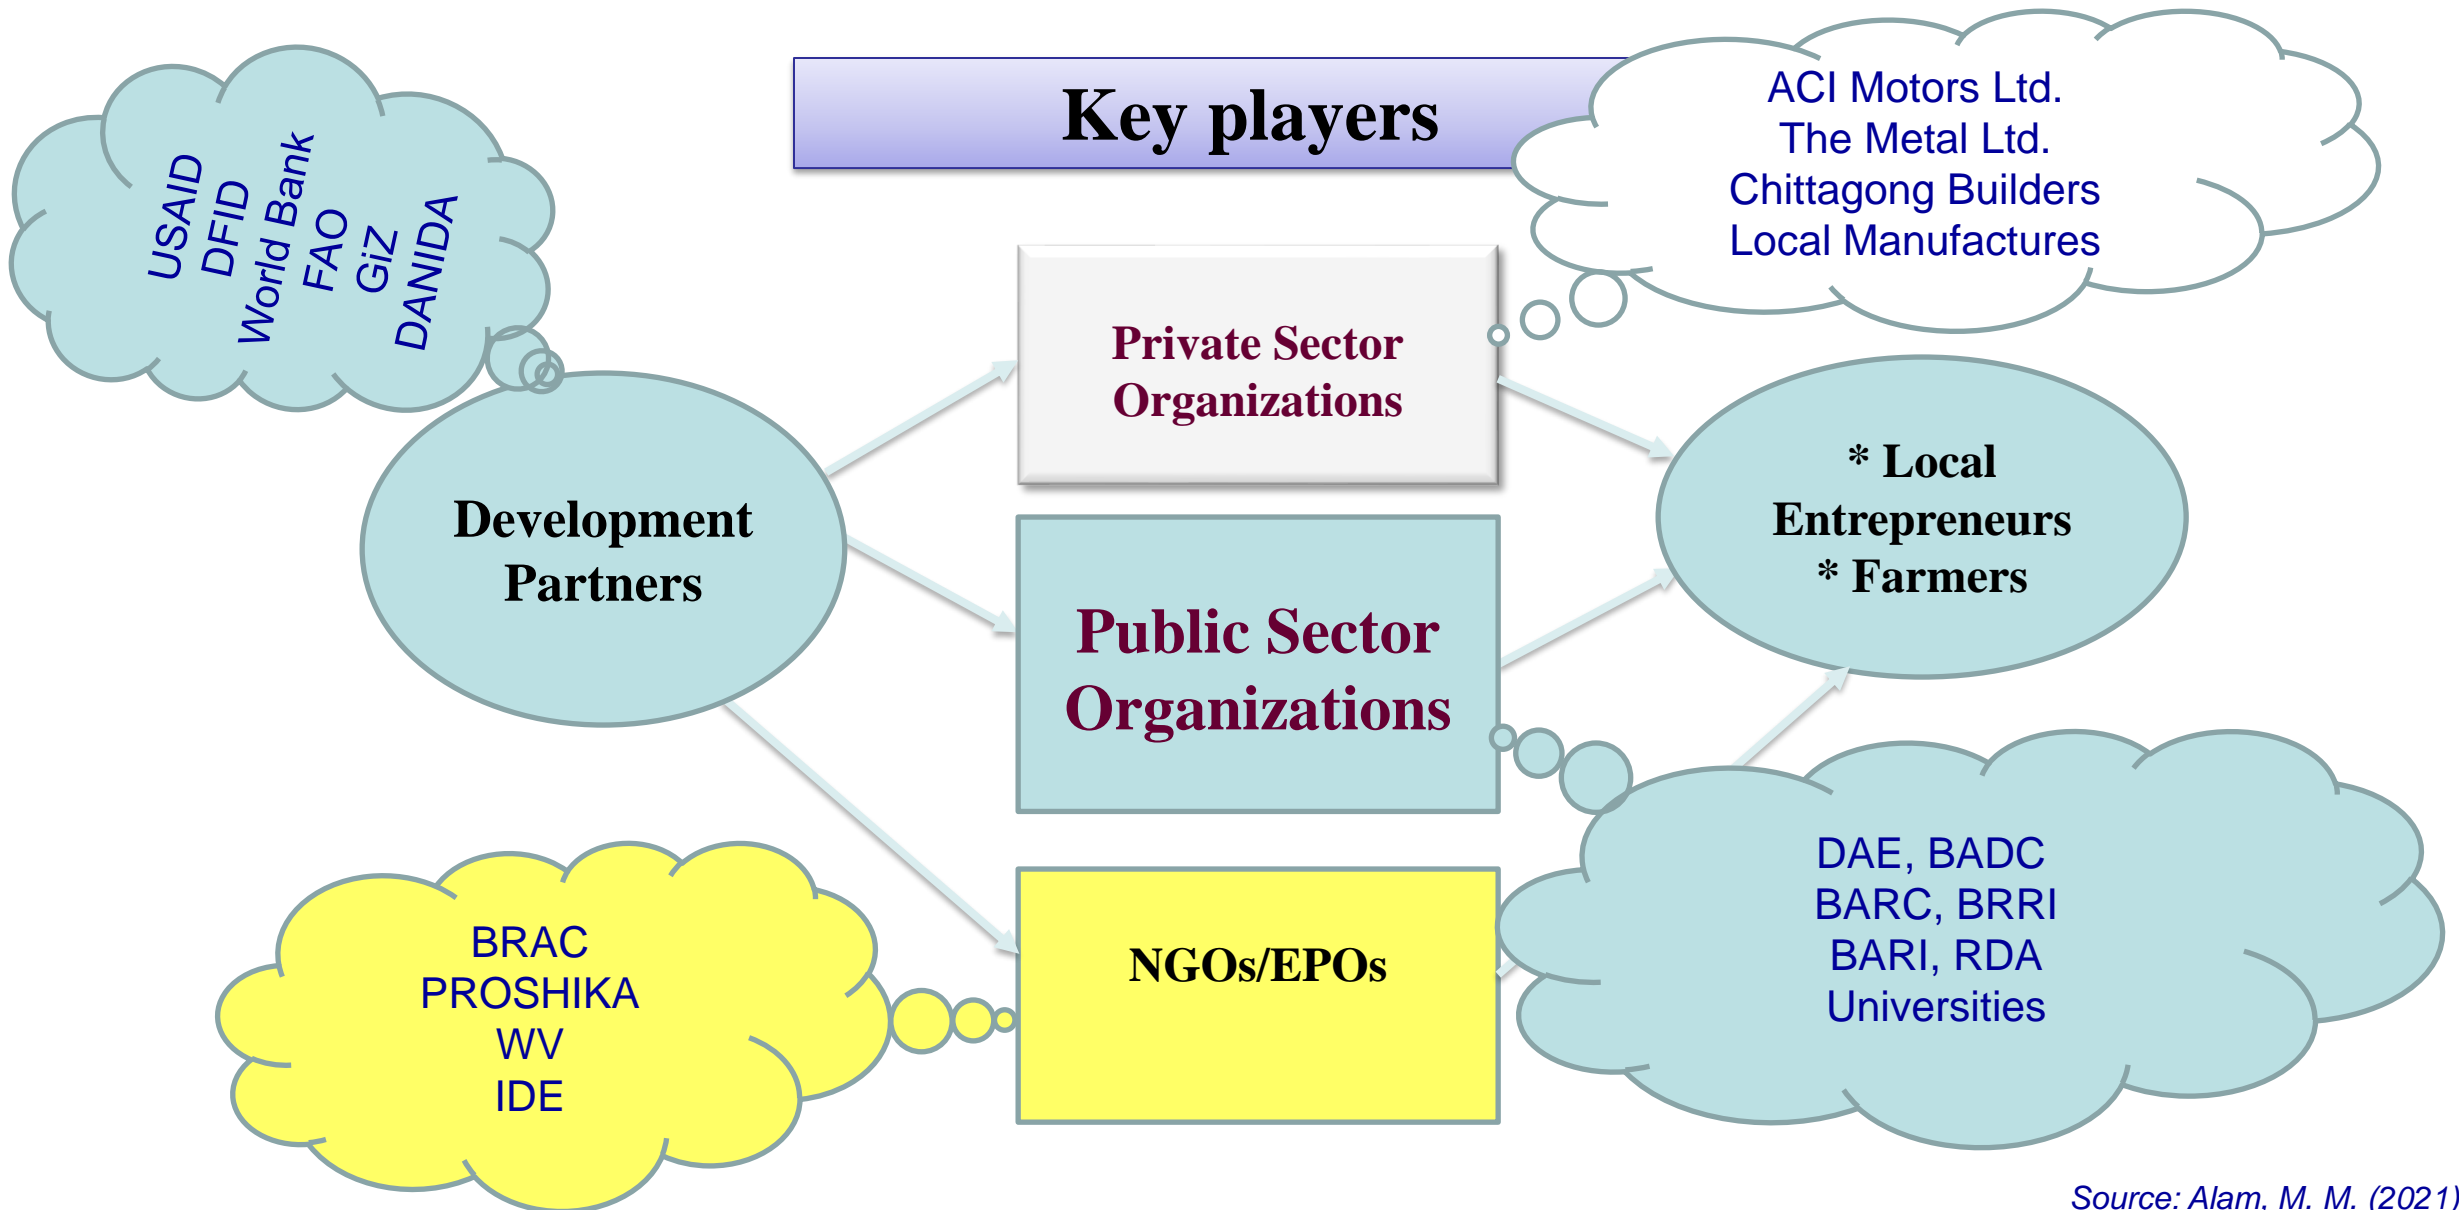 Key players
USAID
DFID
World Bank
FAO
GiZ
DANIDA
ACI Motors Ltd.
The Metal Ltd.
Chittagong Builders
Local Manufactures
Private Sector
Organizations
Development
Partners
* Local
Entrepreneurs
* Farmers
Public Sector
Organizations
BRAC
PROSHIKA
WV
IDE
NGOs/EPOs
DAE, BADC
BARC, BRRI
BARI, RDA
Universities
Source: Alam, M. M. (2021)